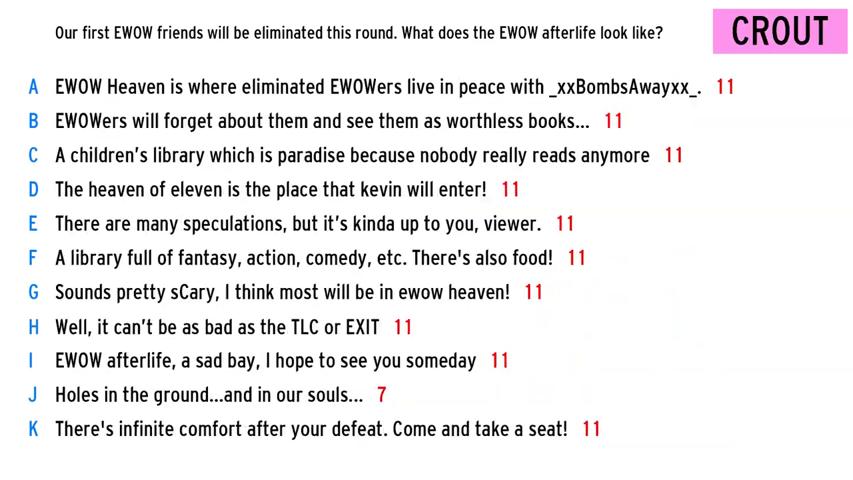 Our first EWOW friends will be eliminated this round. What does the EWOW afterlife look like?
CROUT
A EWOW Heaven is where eliminated EWOWers live in peace with _xxBombsAwayxx_. 11
B EWOWers will forget about them and see them as worthless books... 11
C A children's library which is paradise because nobody really reads anymore 11
D The heaven of eleven is the place that kevin will enter! 11
E There are many speculations, but it's kinda up to you, viewer. 11
F A library full of fantasy, action, comedy, etc. There's also food! 11
G Sounds pretty sCary, I think most will be in ewow heaven! 11
H Well, it can't be as bad as the TLC or EXIT 11
I EWOW afterlife, a sad bay, I hope to see you someday 11
J Holes in the ground...and in our souls... 7
K There's infinite comfort after your defeat. Come and take a seat! 11